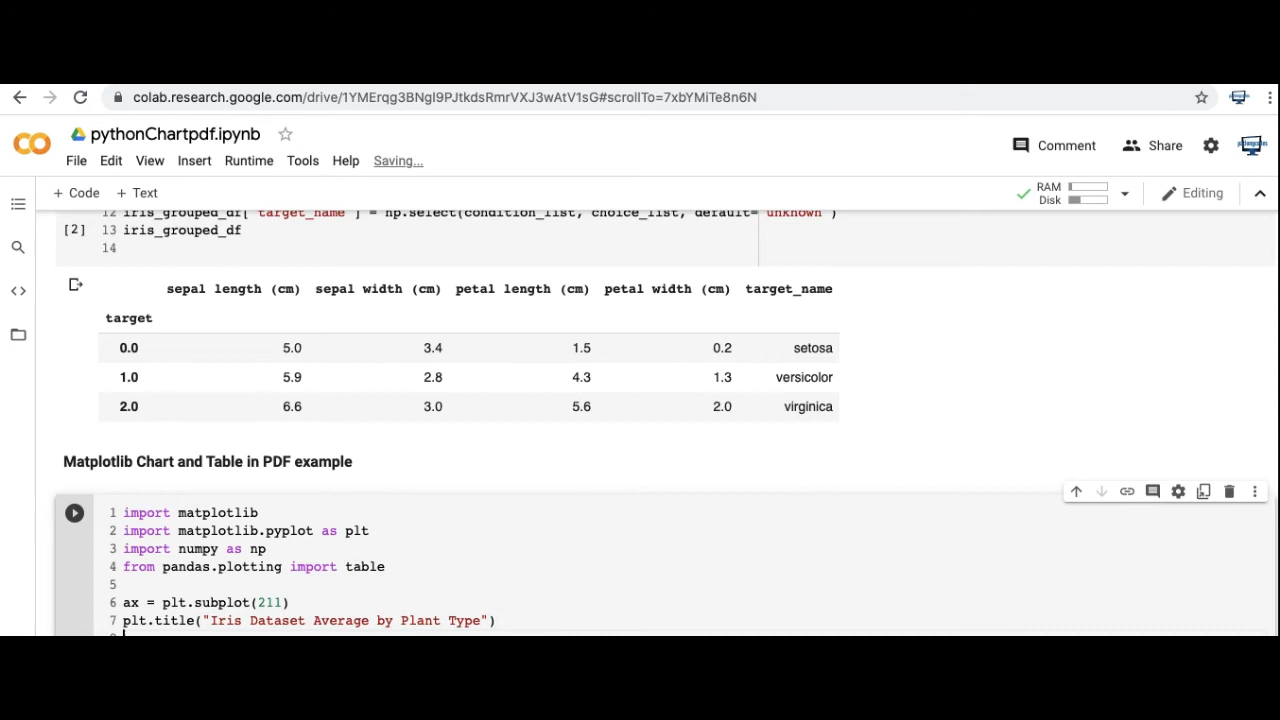 colab.research.google.com/drive/1YMErqg3BNgl9PJtkdsRmrVXJ3wAtV1sG#scrollTo=7xbYMiTe8n6N
pythonChartpdf.ipynb
Comment
Share
File Edit View Insert Runtime Tools Help Saving...
+ Code + Text
RAM
Disk
Editing
12 iris_grouped_df['target_name'] = np.select(condition_list, choice_list, default='unknown')
[2] 13 iris_grouped_df
14
sepal length (cm) sepal width (cm) petal length (cm) petal width (cm) target_name
target
0.0 5.0 3.4 1.5 0.2 setosa
1.0 5.9 2.8 4.3 1.3 versicolor
2.0 6.6 3.0 5.6 2.0 virginica
Matplotlib Chart and Table in PDF example
1 import matplotlib
2 import matplotlib.pyplot as plt
3 import numpy as np
4 from pandas.plotting import table
5
6 ax = plt.subplot(211)
7 plt.title("Iris Dataset Average by Plant Type")